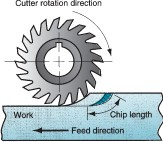 Cutter rotation direction
Chip length
Work
Feed direction